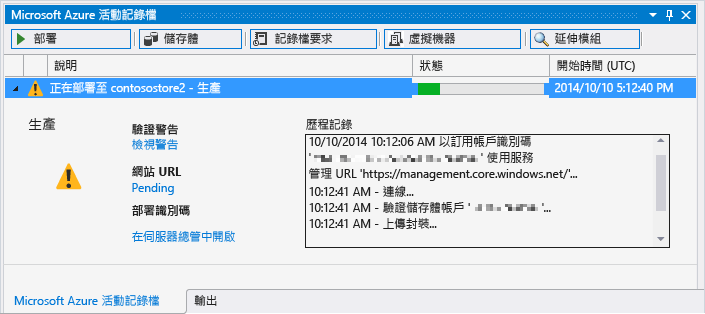 Microsoft Azure 活動記錄檔
部署 儲存體 記錄檔要求 虛擬機器 延伸模組
說明 狀態 開始時間 (UTC)
正在部署至 contosostore2 - 生產 2014/10/10 5:12:40 PM
生產
驗證警告
檢視警告
網站 URL
Pending
部署識別碼
在伺服器總管中開啟
歷程記錄
10/10/2014 10:12:06 AM 以訂用帳戶識別碼
' ' 使用服務
管理 URL 'https://management.core.windows.net/'...
10:12:41 AM - 連線...
10:12:41 AM - 驗證儲存體帳戶 ' '...
10:12:41 AM - 上傳封裝...
Microsoft Azure 活動記錄檔 輸出